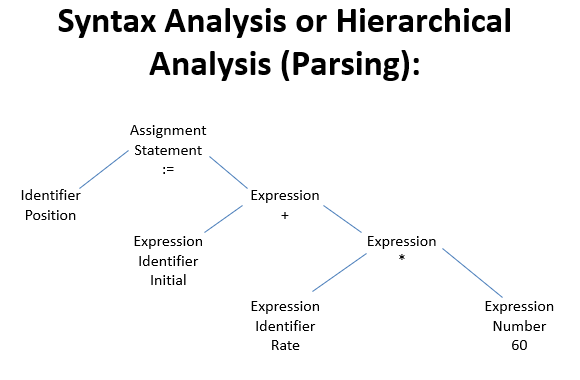 Syntax Analysis or Hierarchical
Analysis (Parsing):
Assignment
Statement
:=
Identifier
Position
Expression
+
Expression
Identifier
Initial
Expression
*
Expression
Identifier
Rate
Expression
Number
60